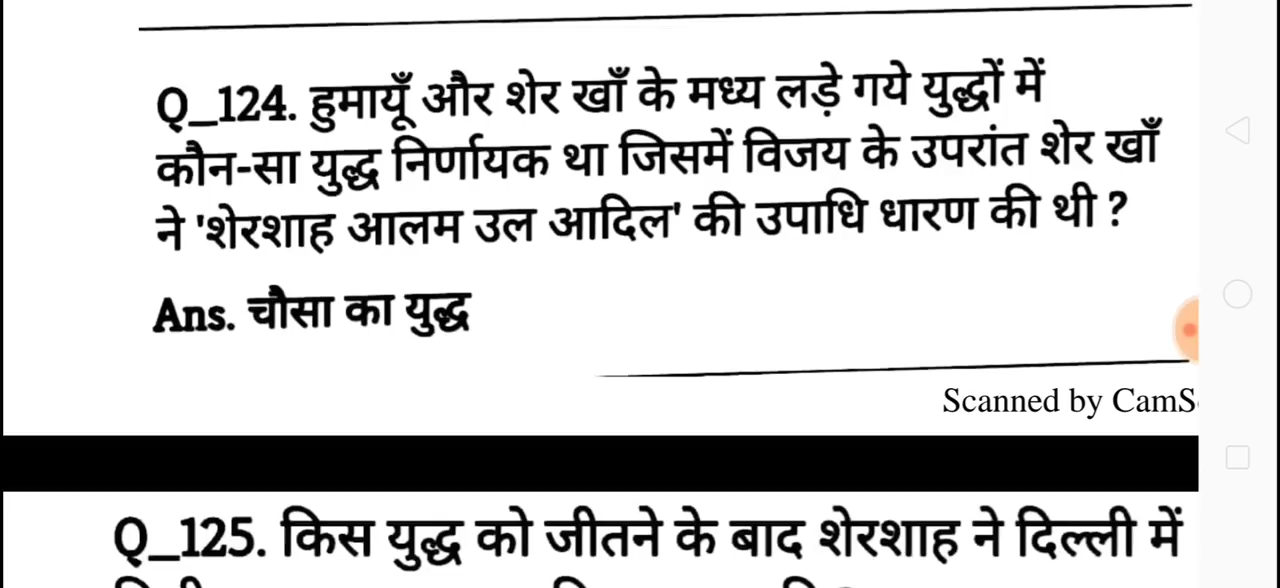 Q_124. हुमायूँ और शेर खाँ के मध्य लड़े गये युद्धों में
कौन-सा युद्ध निर्णायक था जिसमें विजय के उपरांत शेर खाँ
ने 'शेरशाह आलम उल आदिल' की उपाधि धारण की थी ?
Ans. चौसा का युद्ध
Scanned by CamS
Q_125. किस युद्ध को जीतने के बाद शेरशाह ने दिल्ली में